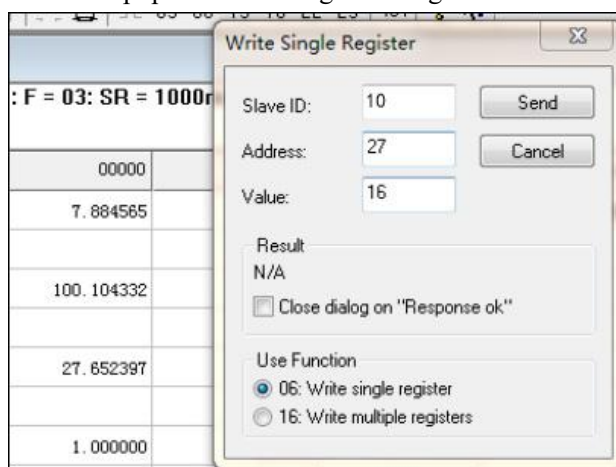 Write Single Register
: F = 03: SR = 1000
00000
7.884565
100.104332
27.652397
1.000000
Slave ID:
10
Send
Address:
27
Cancel
Value:
16
Result
N/A
Close dialog on "Response ok"
Use Function
06: Write single register
16: Write multiple registers